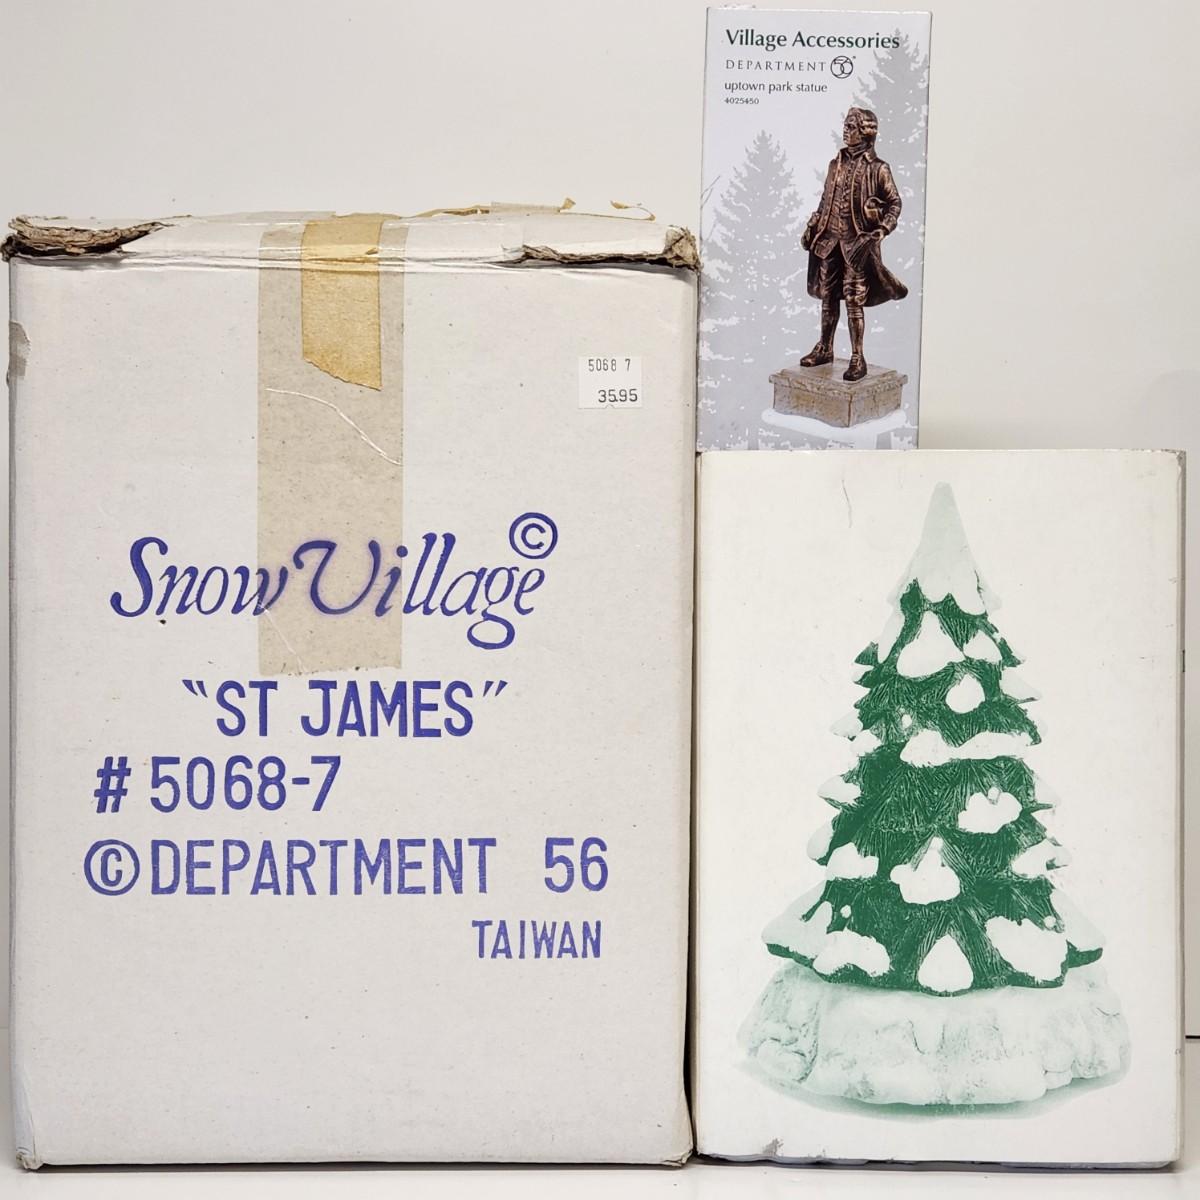 Village Accessories
DEPARTMENT 56®
uptown park statue
4025450
5068 7
35.95
Snow Village ©
"ST JAMES"
# 5068-7
© DEPARTMENT 56
TAIWAN